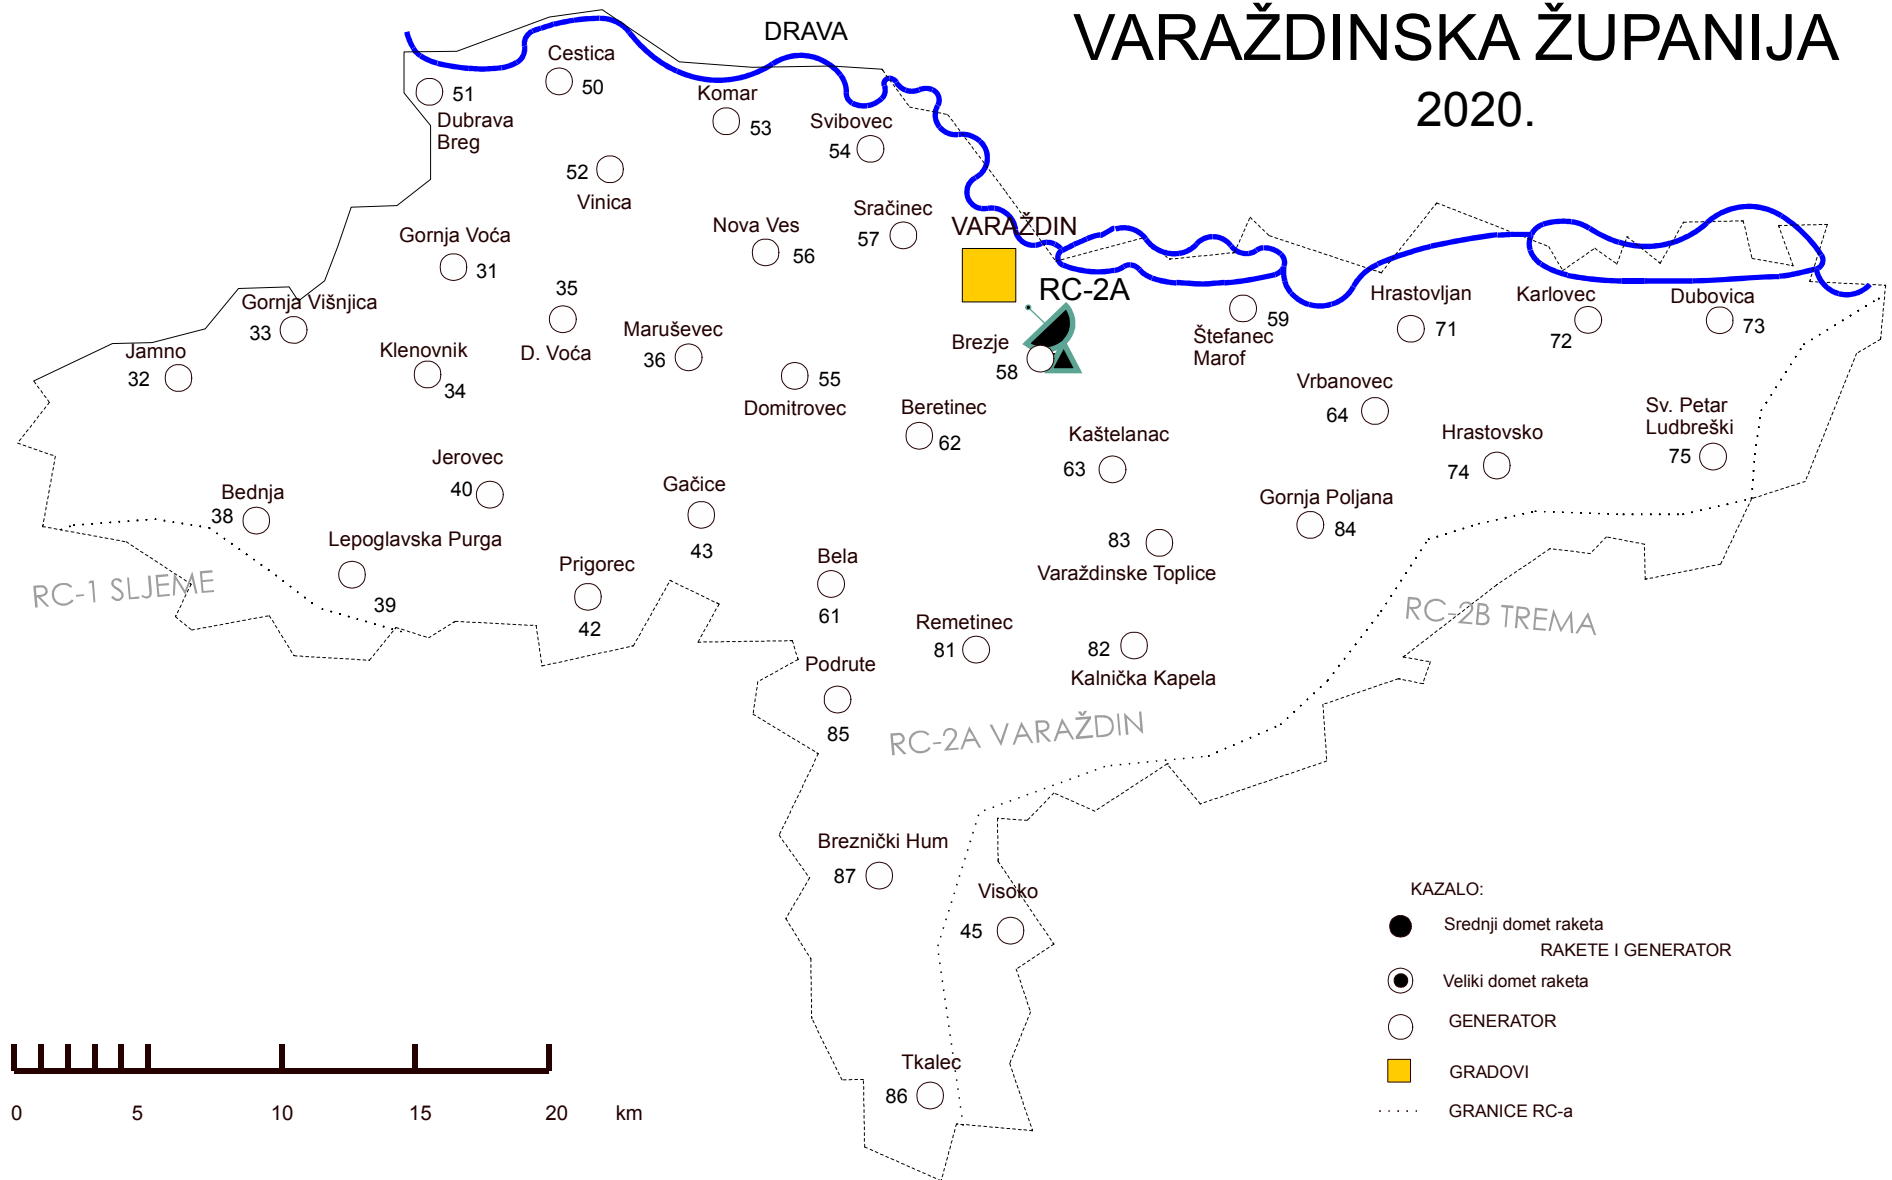 VARAŽDINSKA ŽUPANIJA
2020.
DRAVA
Cestica
50
51
Dubrava
Breg
Komar
53
Svibovec
54
52
Vinica
Gornja Voća
31
Nova Ves
56
Sračinec
57
VARAŽDIN
RC-2A
Gornja Višnjica
33
35
D. Voća
Jamno
32
Klenovnik
34
Maruševec
36
55
Domitrovec
Brezje
58
59
Štefanec
Marof
Hrastovljan
71
Karlovec
72
Dubovica
73
Beretinec
62
Vrbanovec
64
Kaštelanac
63
Hrastovsko
74
Sv. Petar
Ludbreški
75
Jerovec
40
Bednja
38
Gačice
43
Gornja Poljana
84
Lepoglavska Purga
39
Prigorec
42
Bela
61
83
Varaždinske Toplice
RC-1 SLJEME
RC-2B TREMA
Remetinec
81
82
Kalnička Kapela
Podrute
85
RC-2A VARAŽDIN
Breznički Hum
87
Visoko
45
Tkalec
86
KAZALO:
Srednji domet raketa
RAKETE I GENERATOR
Veliki domet raketa
GENERATOR
GRADOVI
GRANICE RC-a
0 5 10 15 20 km